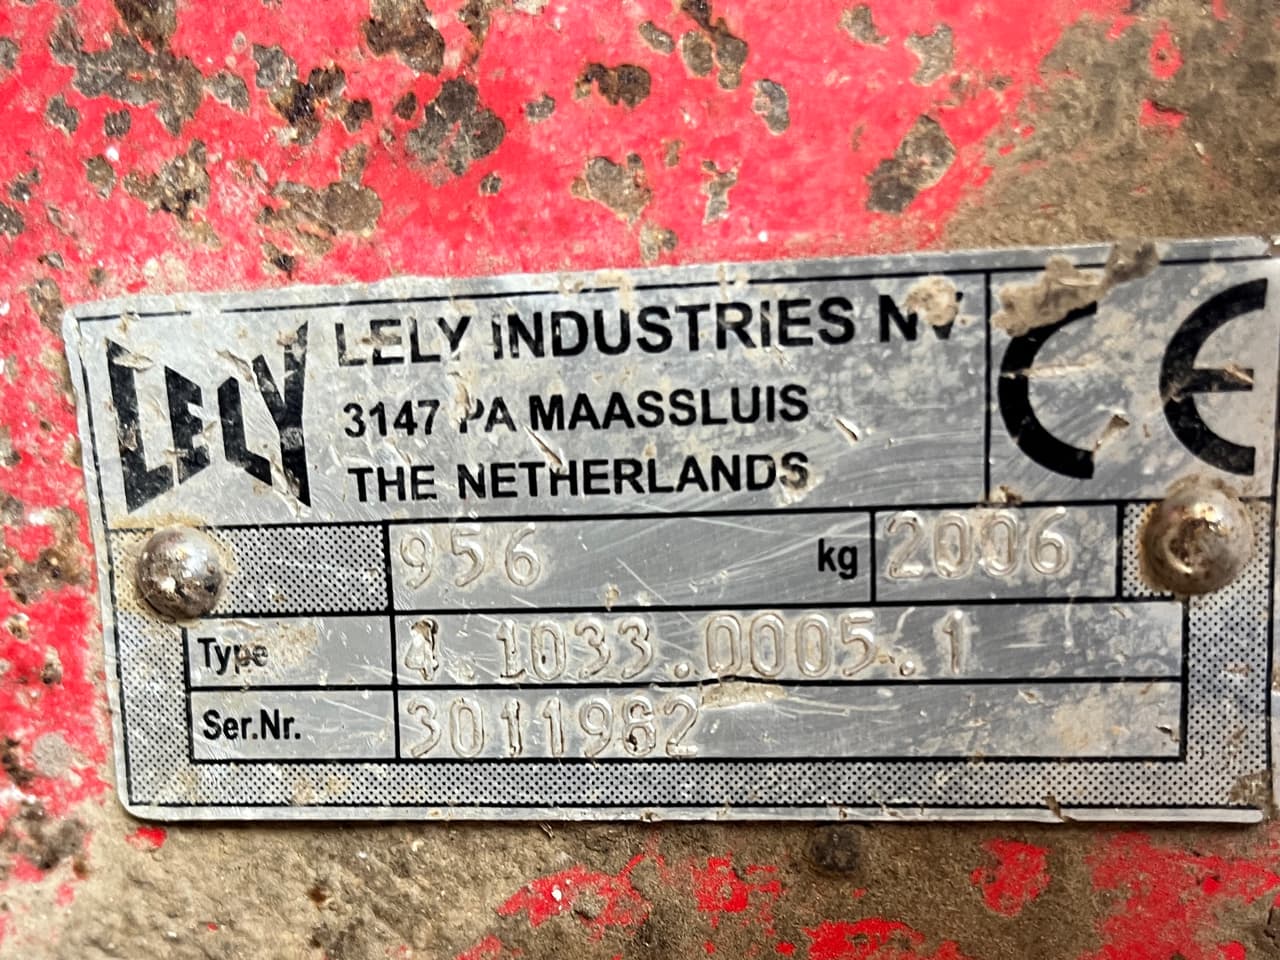 LELY
LELY INDUSTRIES NV
3147 PA MAASSLUIS
THE NETHERLANDS
CE
956 kg 2006
Type 4.1033.0005.1
Ser.Nr. 3011962